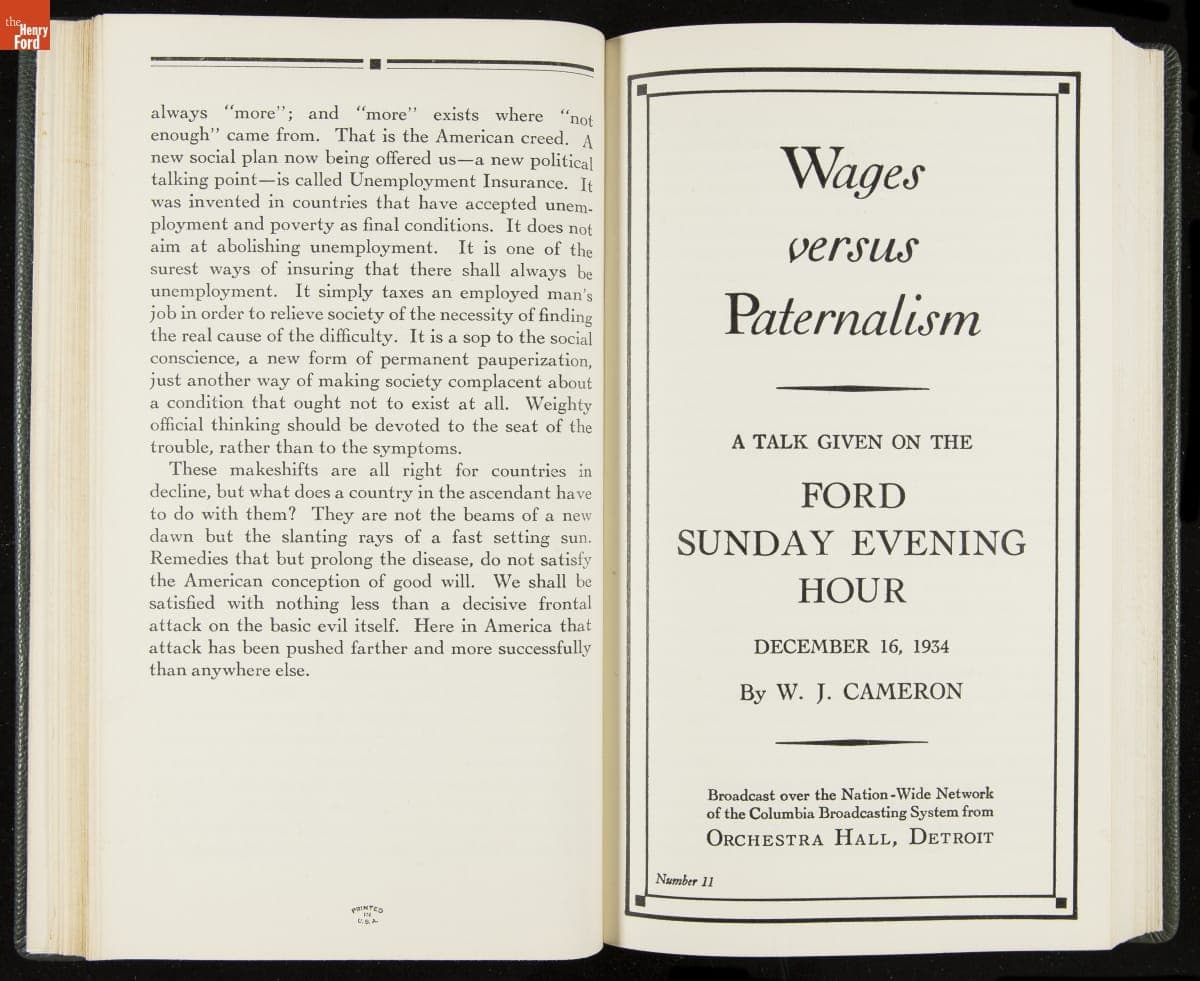 the
Henry
Ford
always “more”; and “more” exists where “not
enough” came from. That is the American creed. A
new social plan now being offered us—a new political
talking point—is called Unemployment Insurance. It
was invented in countries that have accepted unem-
ployment and poverty as final conditions. It does not
aim at abolishing unemployment. It is one of the
surest ways of insuring that there shall always be
unemployment. It simply taxes an employed man’s
job in order to relieve society of the necessity of finding
the real cause of the difficulty. It is a sop to the social
conscience, a new form of permanent pauperization,
just another way of making society complacent about
a condition that ought not to exist at all. Weighty
official thinking should be devoted to the seat of the
trouble, rather than to the symptoms.
These makeshifts are all right for countries in
decline, but what does a country in the ascendant have
to do with them? They are not the beams of a new
dawn but the slanting rays of a fast setting sun.
Remedies that but prolong the disease, do not satisfy
the American conception of good will. We shall be
satisfied with nothing less than a decisive frontal
attack on the basic evil itself. Here in America that
attack has been pushed farther and more successfully
than anywhere else.
PRINTED
IN
U.S.A.
Wages
versus
Paternalism
A TALK GIVEN ON THE
FORD
SUNDAY EVENING
HOUR
DECEMBER 16, 1934
By W. J. CAMERON
Broadcast over the Nation-Wide Network
of the Columbia Broadcasting System from
ORCHESTRA HALL, DETROIT
Number 11